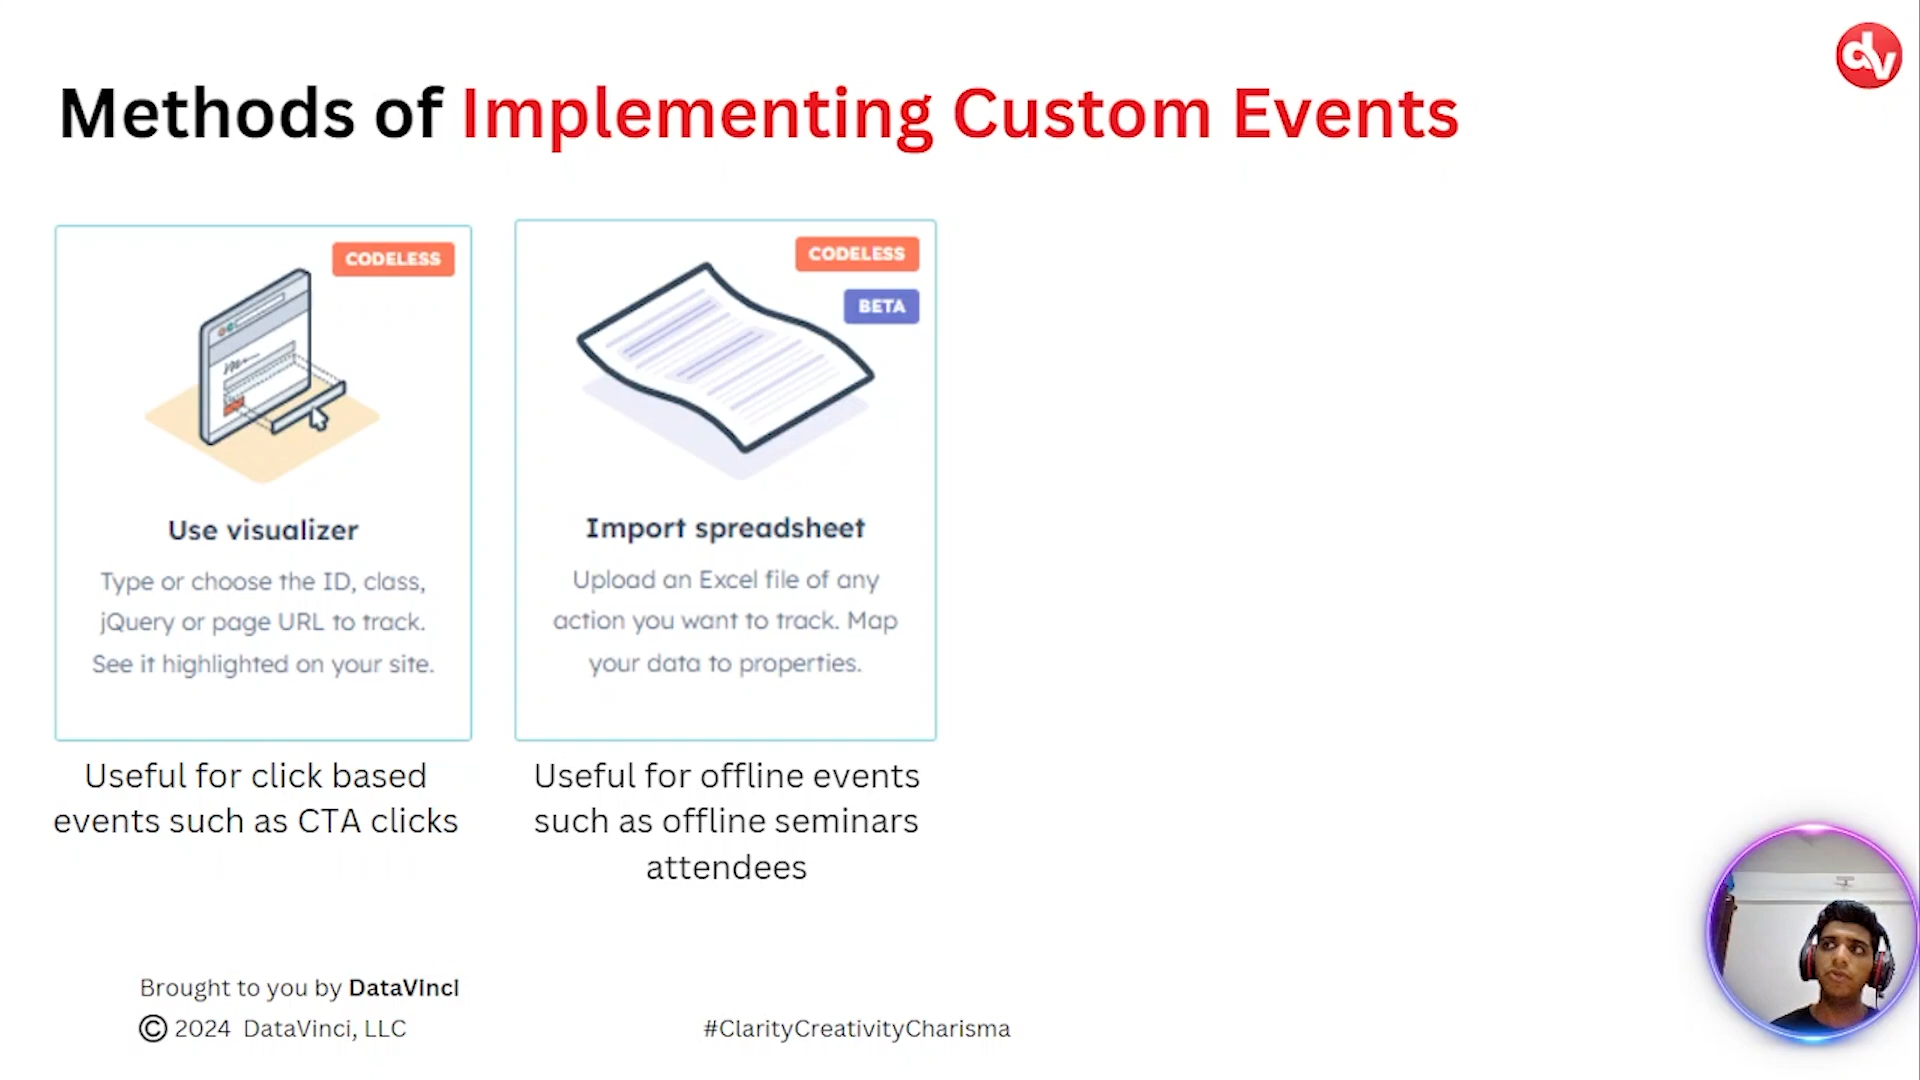 dv
Methods of Implementing Custom Events
CODELESS
Use visualizer
Type or choose the ID, class,
jQuery or page URL to track.
See it highlighted on your site.
Useful for click based
events such as CTA clicks
CODELESS
BETA
Import spreadsheet
Upload an Excel file of any
action you want to track. Map
your data to properties.
Useful for offline events
such as offline seminars
attendees
Brought to you by DataVinci
© 2024 DataVinci, LLC
#ClarityCreativityCharisma